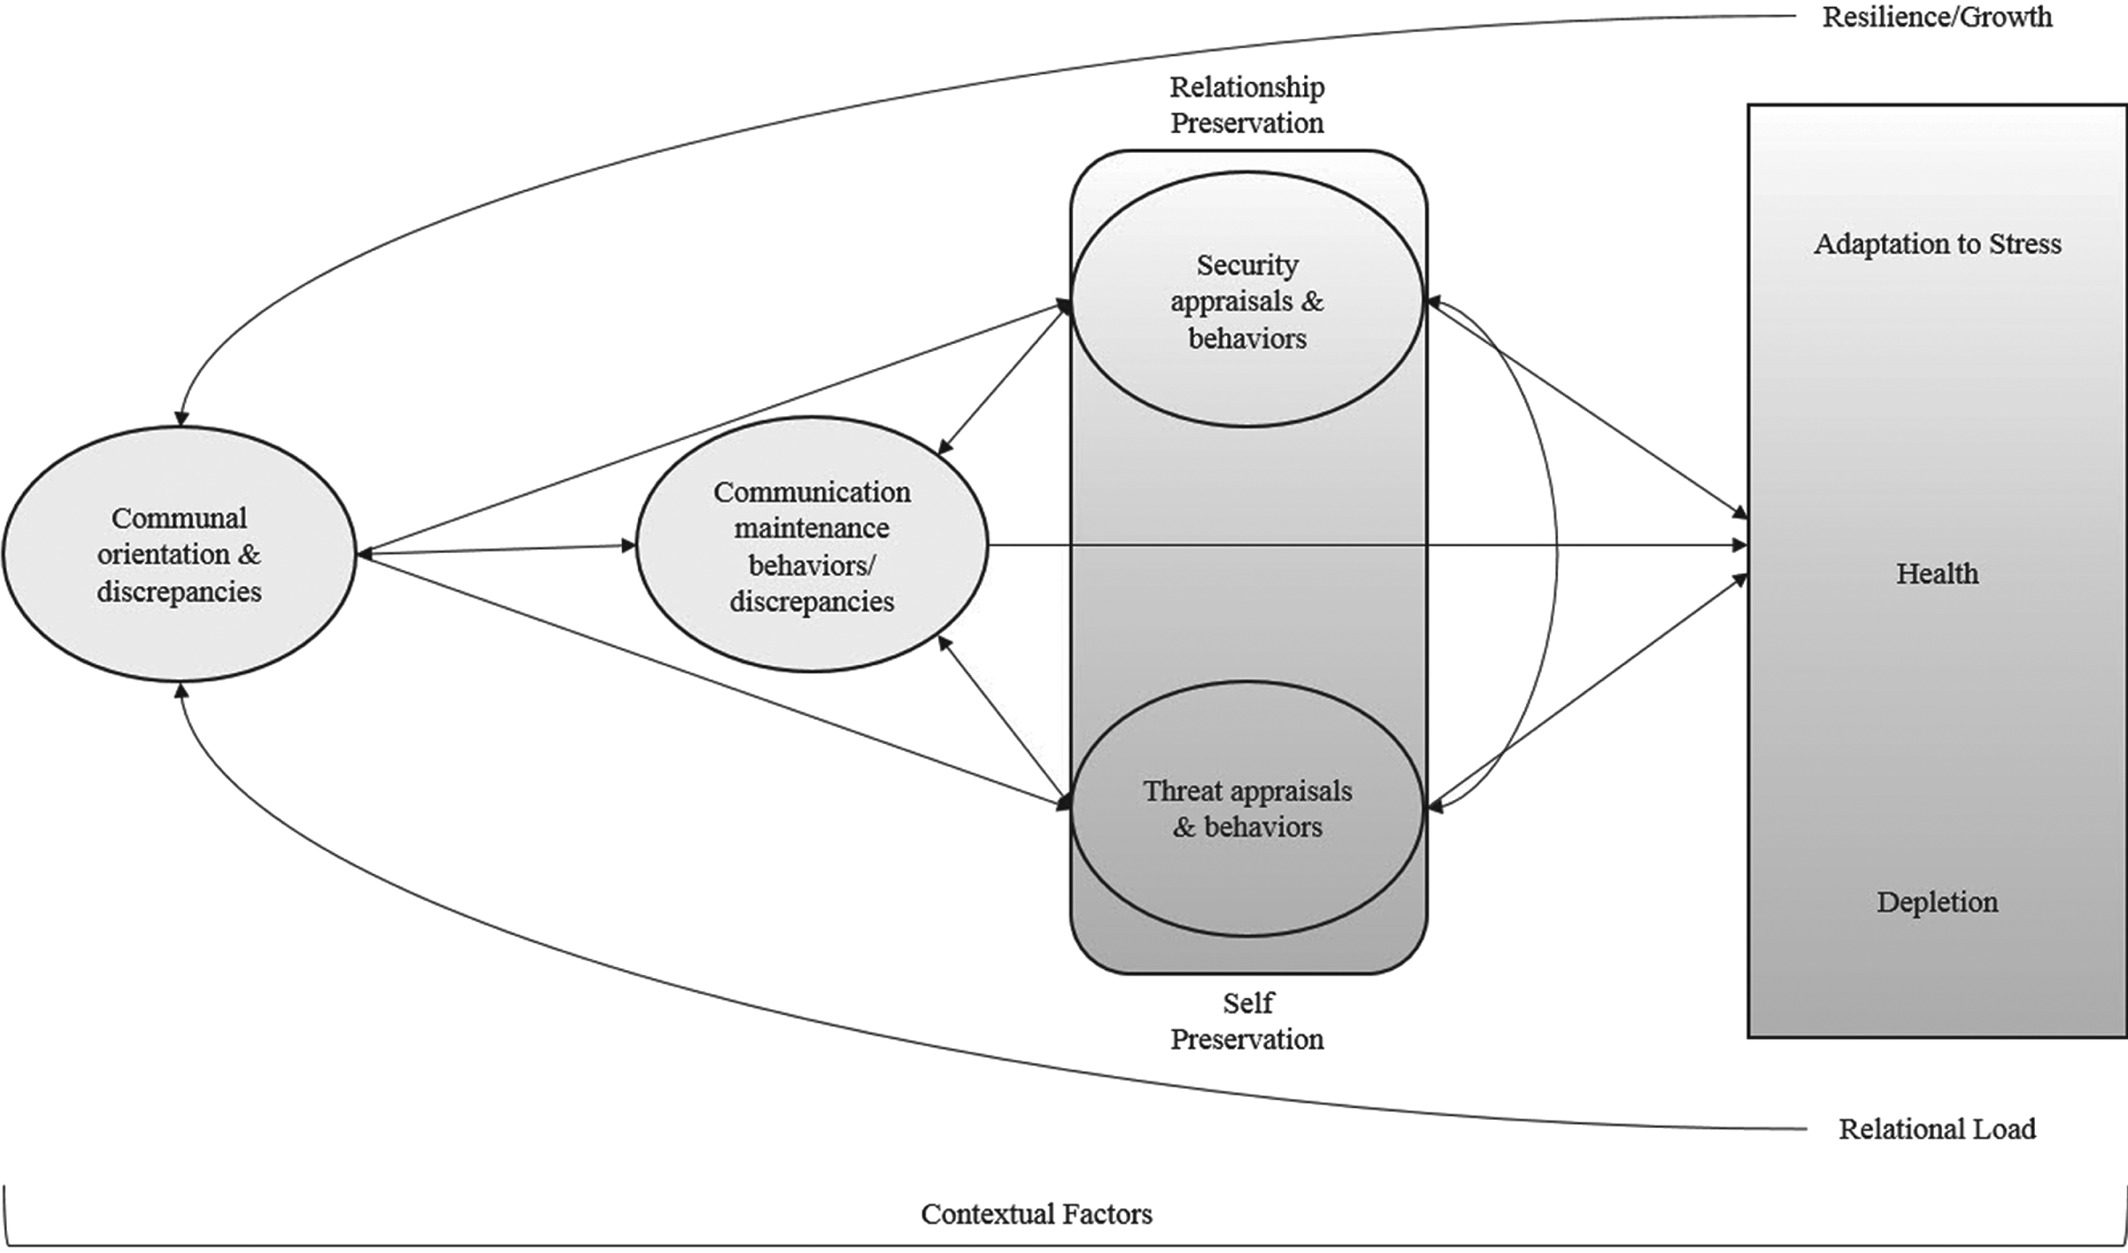 Resilience/Growth
Relationship
Preservation
Security
appraisals &
behaviors
Adaptation to Stress
Communication
maintenance
behaviors/
discrepancies
Communal
orientation &
discrepancies
Health
Threat appraisals
& behaviors
Depletion
Self
Preservation
Relational Load
Contextual Factors